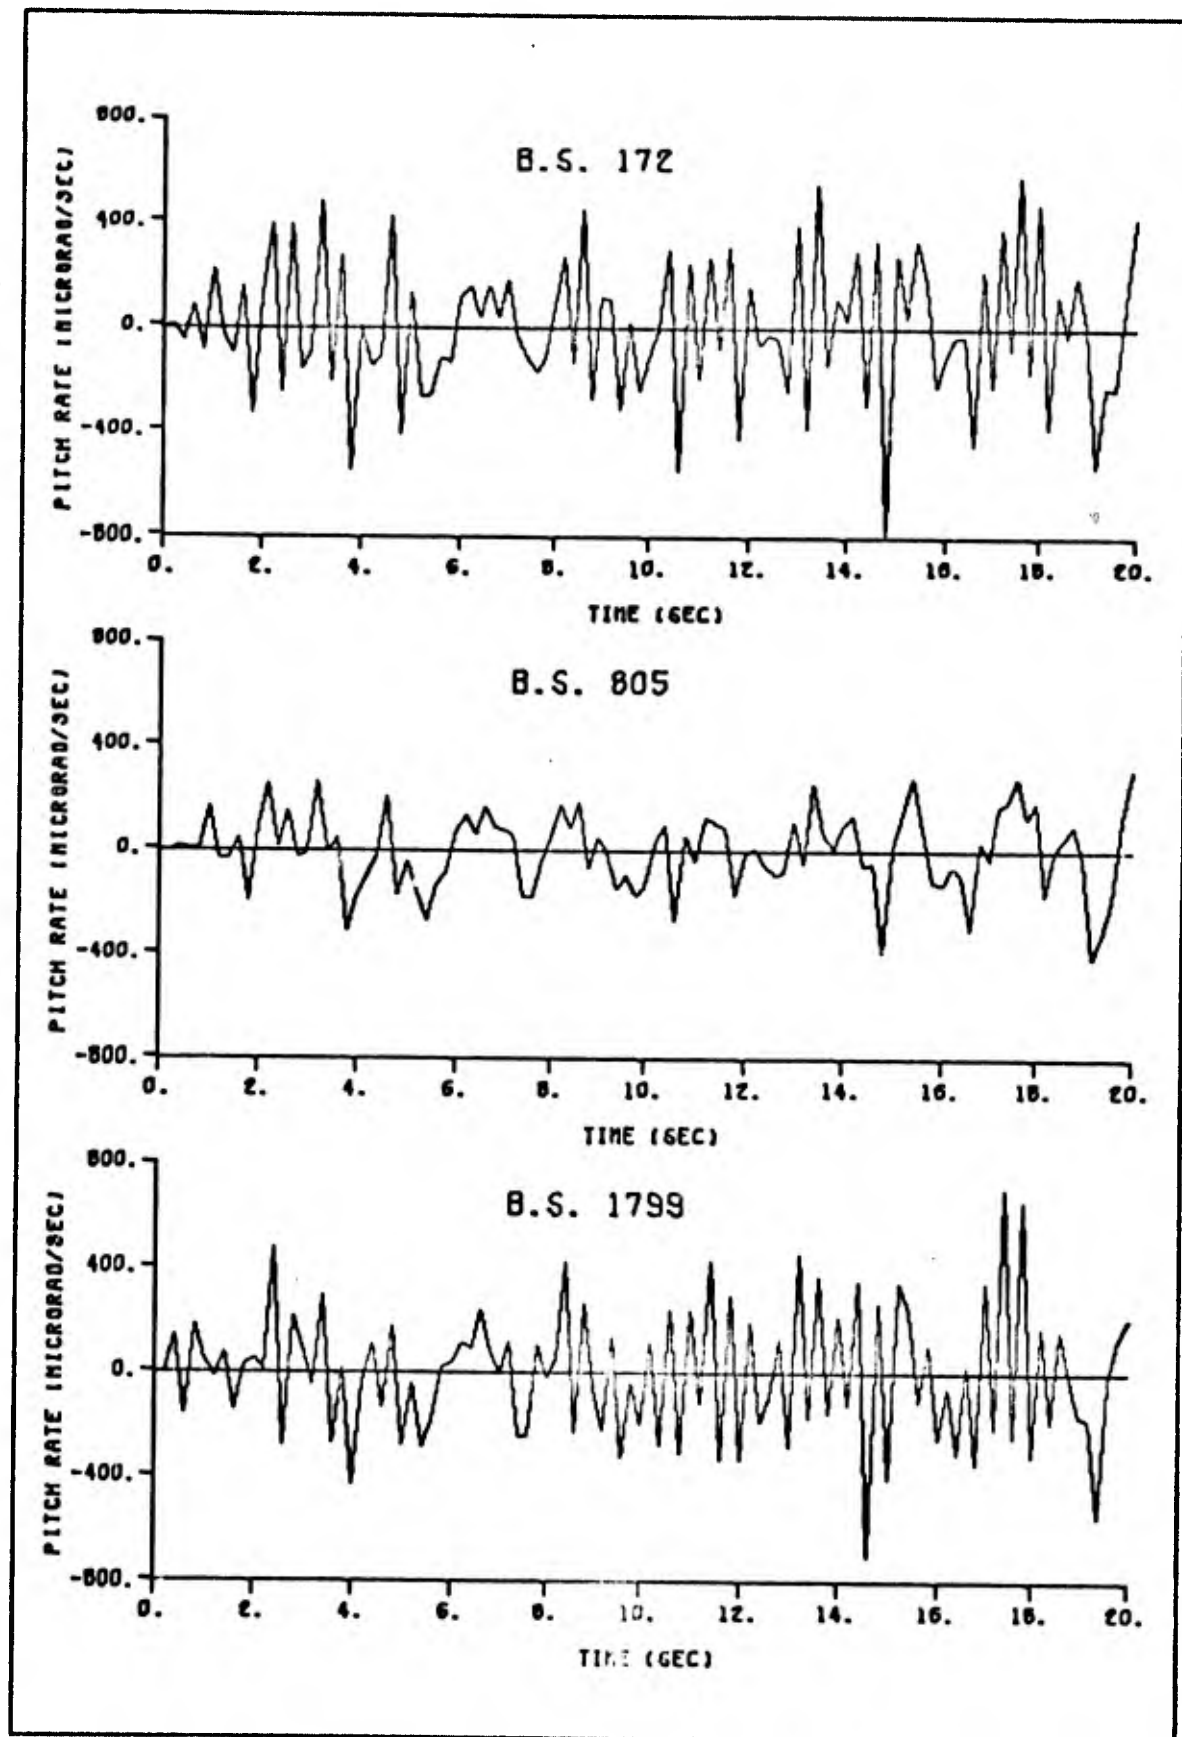 PITCH RATE (MICRORAD/SEC)
800.
400.
0.
-400.
-800.
B.S. 172
0. 2. 4. 6. 8. 10. 12. 14. 16. 18. 20.
TIME (SEC)
PITCH RATE (MICRORAD/SEC)
800.
400.
0.
-400.
-800.
B.S. 805
0. 2. 4. 6. 8. 10. 12. 14. 16. 18. 20.
TIME (SEC)
PITCH RATE (MICRORAD/SEC)
800.
400.
0.
-400.
-800.
B.S. 1799
0. 2. 4. 6. 8. 10. 12. 14. 16. 18. 20.
TIME (SEC)